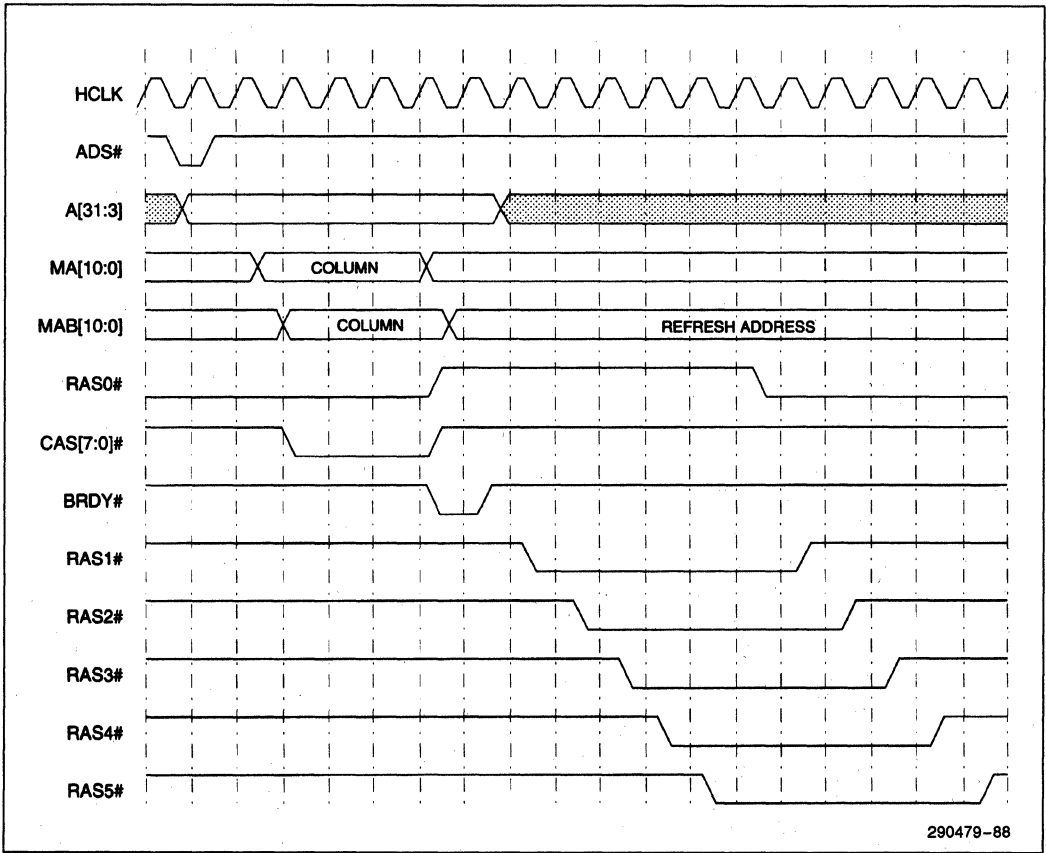 HCLK
ADS#
A[31:3]
MA[10:0]
COLUMN
MAB[10:0]
COLUMN
REFRESH ADDRESS
RAS0#
CAS[7:0]#
BRDY#
RAS1#
RAS2#
RAS3#
RAS4#
RAS5#
290479–88